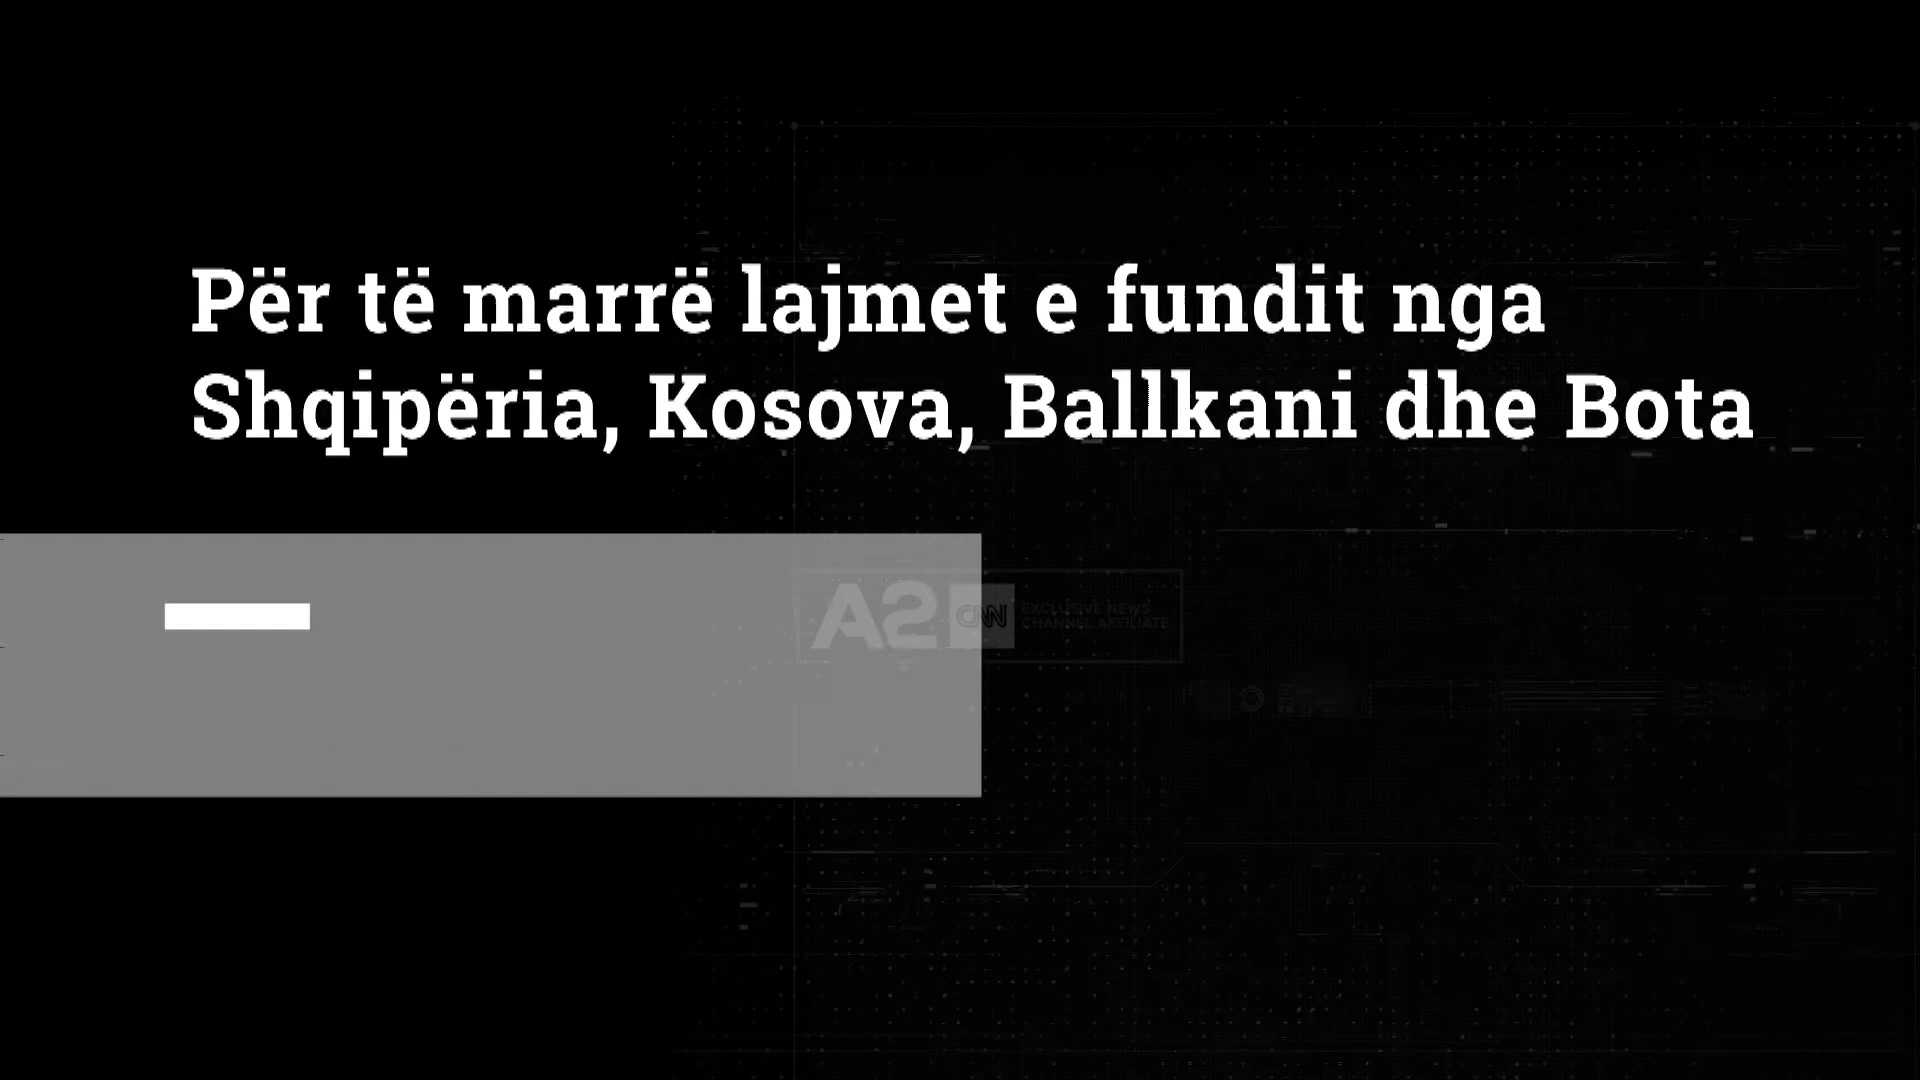 Për të marrë lajmet e fundit nga
Shqipëria, Kosova, Ballkani dhe Bota
A2 CNN EXCLUSIVE NEWS
CHANNEL AFFILIATE